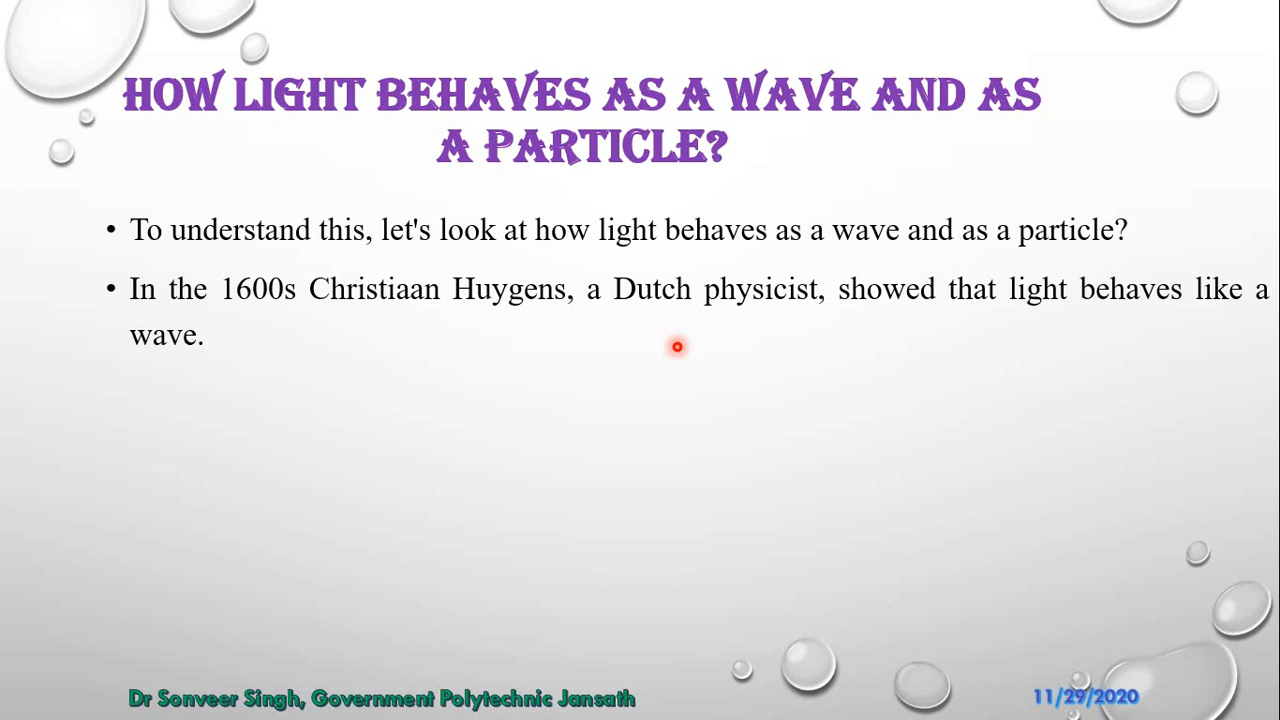 HOW LIGHT BEHAVES AS A WAVE AND AS
A PARTICLE?
• To understand this, let's look at how light behaves as a wave and as a particle?
• In the 1600s Christiaan Huygens, a Dutch physicist, showed that light behaves like a
wave.
Dr Sonveer Singh, Government Polytechnic Jansath
11/29/2020